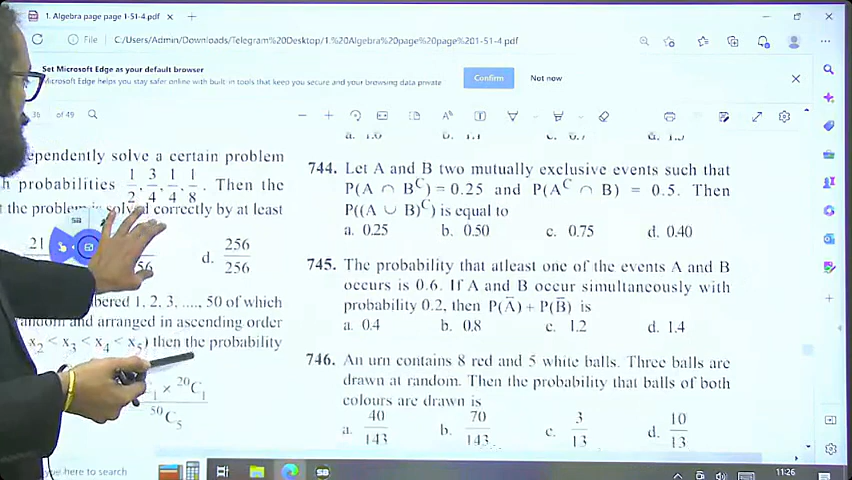 1. Algebra page page 1-51-4.pdf
File C:/Users/Admin/Downloads/Telegram%20Desktop/1.%20Algebra%20page%20page%201-51-4.pdf
Set Microsoft Edge as your default browser
Microsoft Edge helps you stay safer online with built-in tools that keep you secure and your browsing data private
Confirm
Not now
36 of 49
ependently solve a certain problem
h probabilities 1/2, 3/4, 1/4, 1/8. Then the
t the problem is solved correctly by at least
21
56
d. 256/256
bered 1, 2, 3, ...., 50 of which
andom and arranged in ascending order
x2 < x3 < x4 < x5) then the probability
C1 × 20C1
50C5
744. Let A and B two mutually exclusive events such that
P(A ∩ B^C) = 0.25 and P(A^C ∩ B) = 0.5. Then
P((A ∪ B)^C) is equal to
a. 0.25 b. 0.50 c. 0.75 d. 0.40
745. The probability that atleast one of the events A and B
occurs is 0.6. If A and B occur simultaneously with
probability 0.2, then P(A̅) + P(B̅) is
a. 0.4 b. 0.8 c. 1.2 d. 1.4
746. An urn contains 8 red and 5 white balls. Three balls are
drawn at random. Then the probability that balls of both
colours are drawn is
a. 40/143 b. 70/143 c. 3/13 d. 10/13
ype here to search
SB
11:26